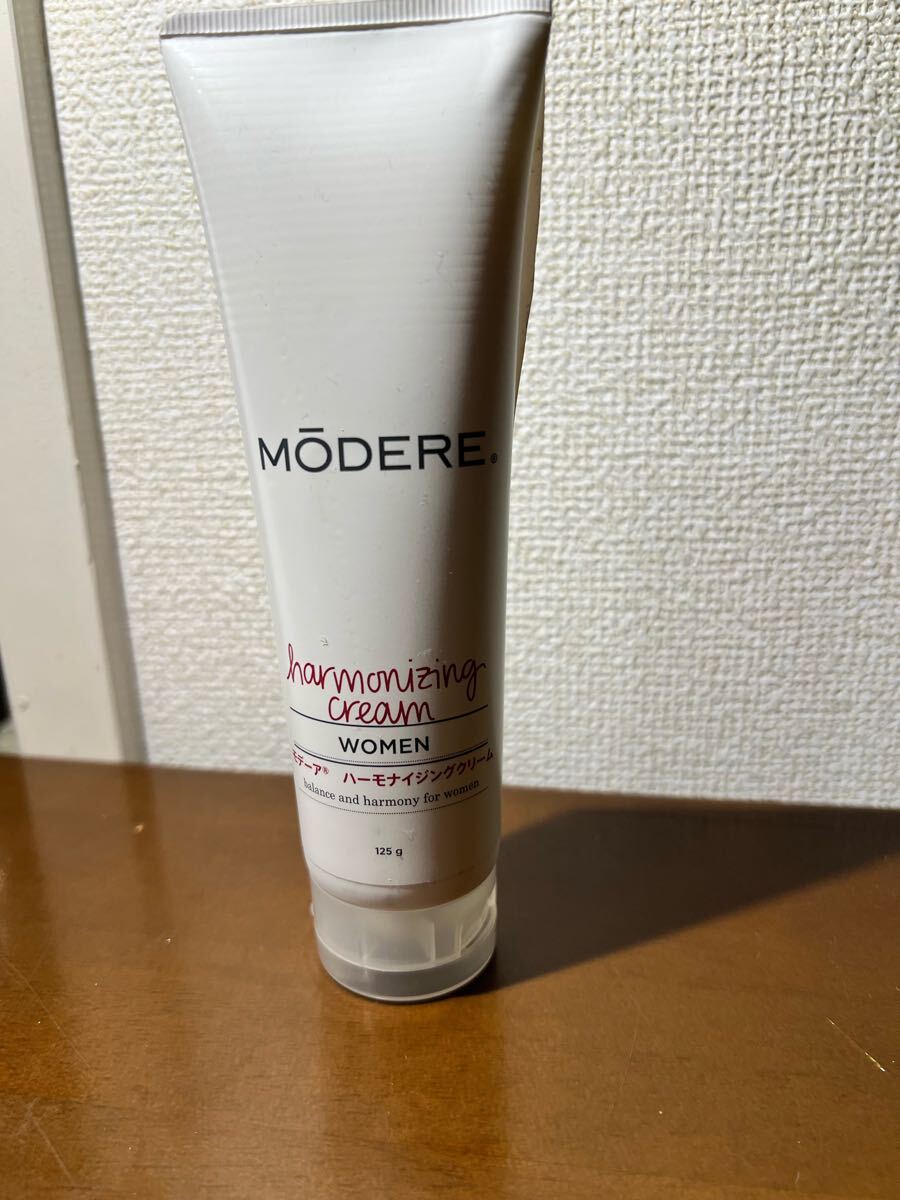 MŌDERE®
harmonizing
cream
WOMEN
モデーア® ハーモナイジングクリーム
balance and harmony for women
125 g